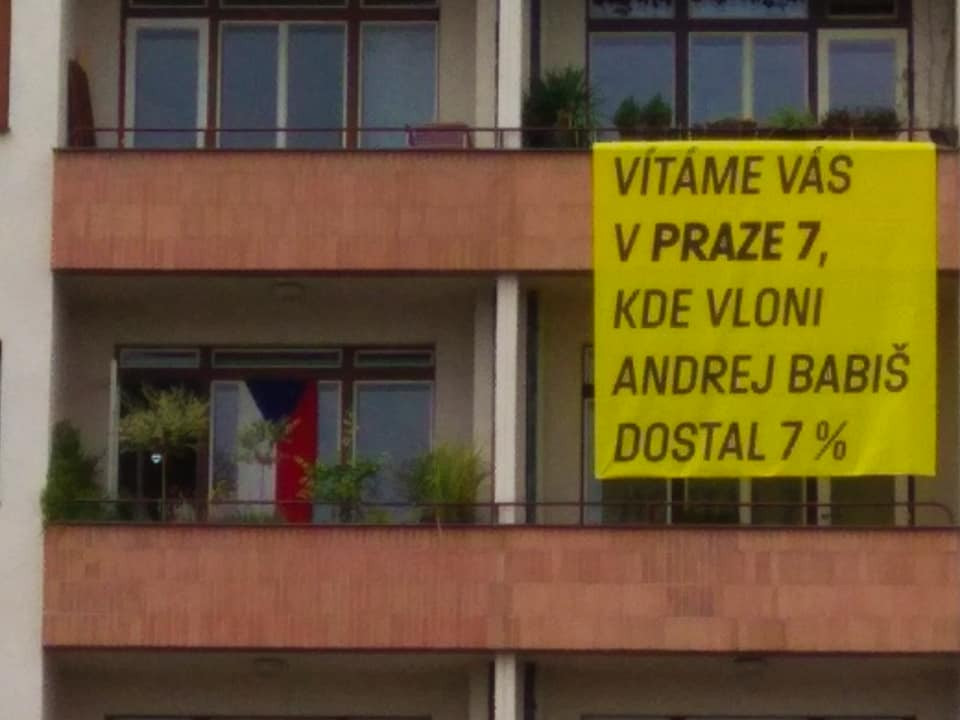 VÍTÁME VÁS
V PRAZE 7,
KDE VLONI
ANDREJ BABIŠ
DOSTAL 7 %